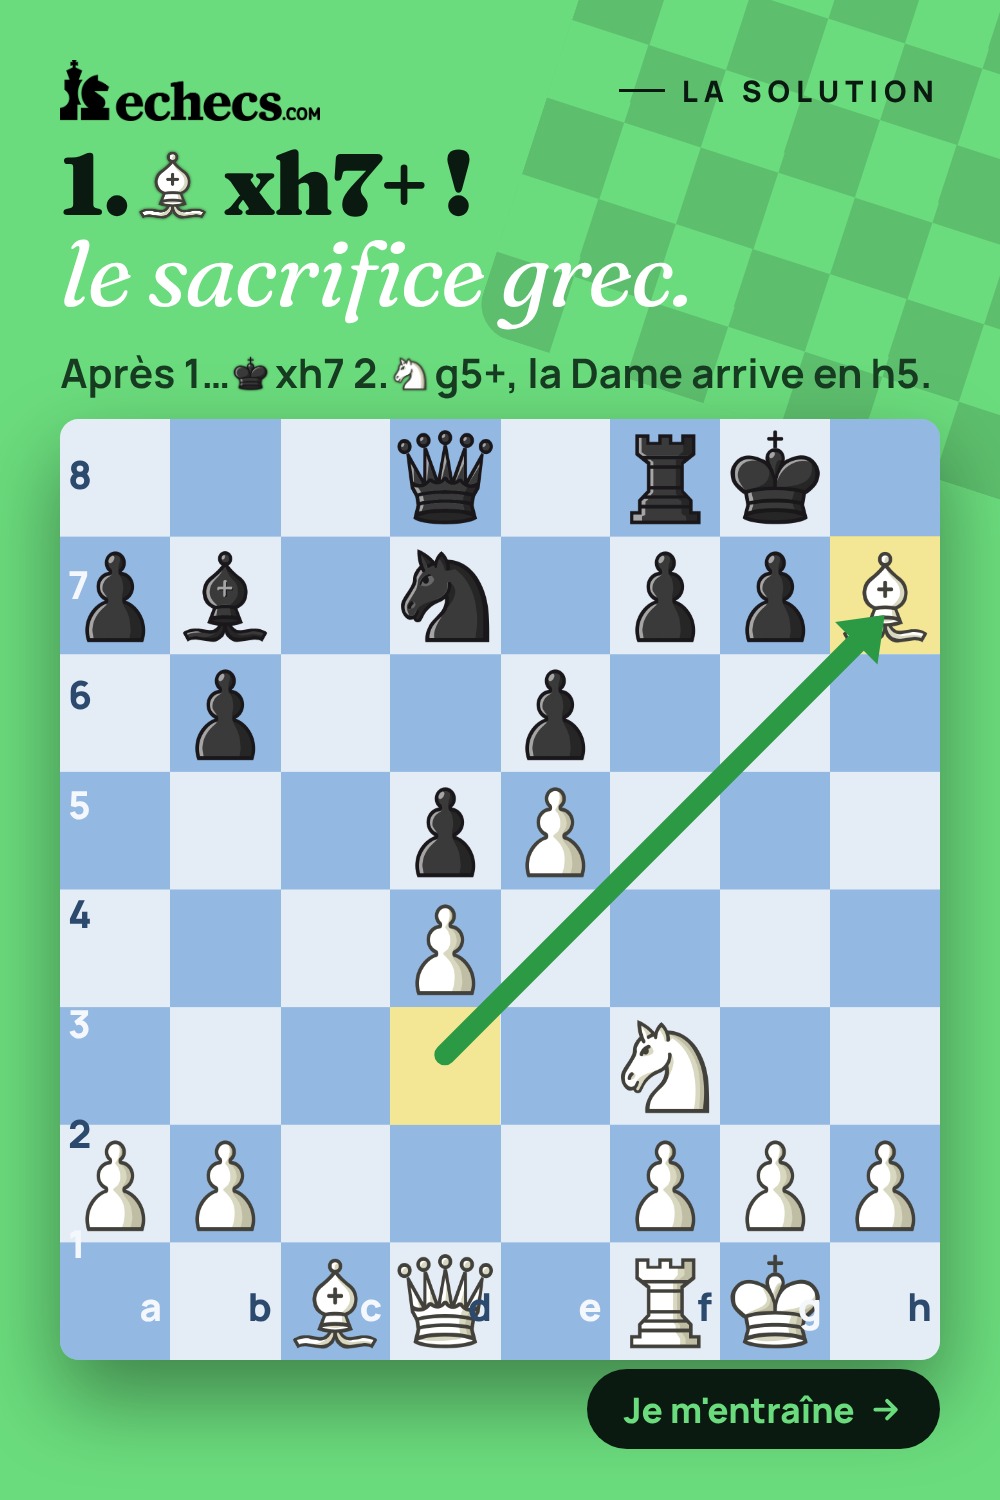 echecs.COM
— LA SOLUTION
1. xh7+ !
le sacrifice grec.
Après 1... xh7 2. g5+, la Dame arrive en h5.
8
7
6
5
4
3
2
1
a b c d e f g h
Je m'entraîne →